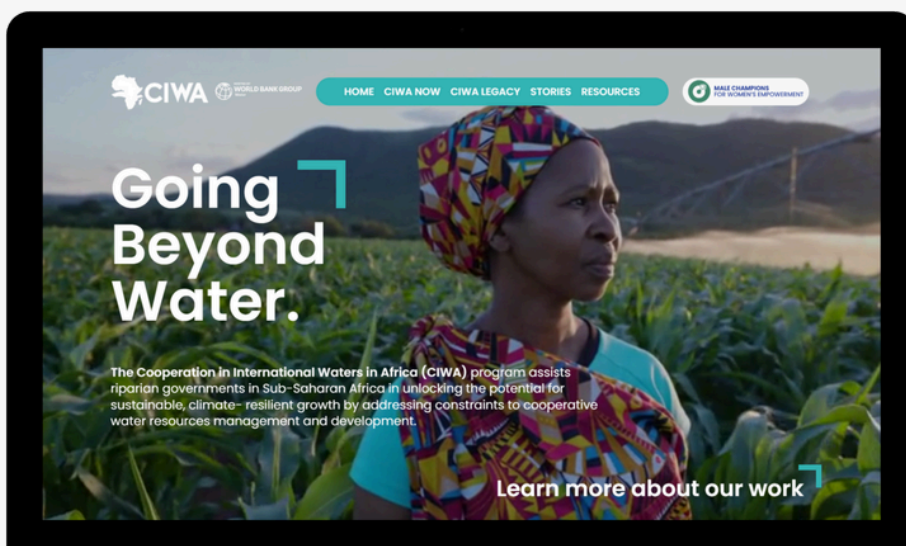 CIWA WORLD BANK GROUP
HOME CIWA NOW CIWA LEGACY STORIES RESOURCES
MALE CHAMPIONS
FOR WOMEN'S EMPOWERMENT
Going
Beyond
Water.
The Cooperation in International Waters in Africa (CIWA) program assists
riparian governments in Sub-Saharan Africa in unlocking the potential for
sustainable, climate- resilient growth by addressing constraints to cooperative
water resources management and development.
Learn more about our work